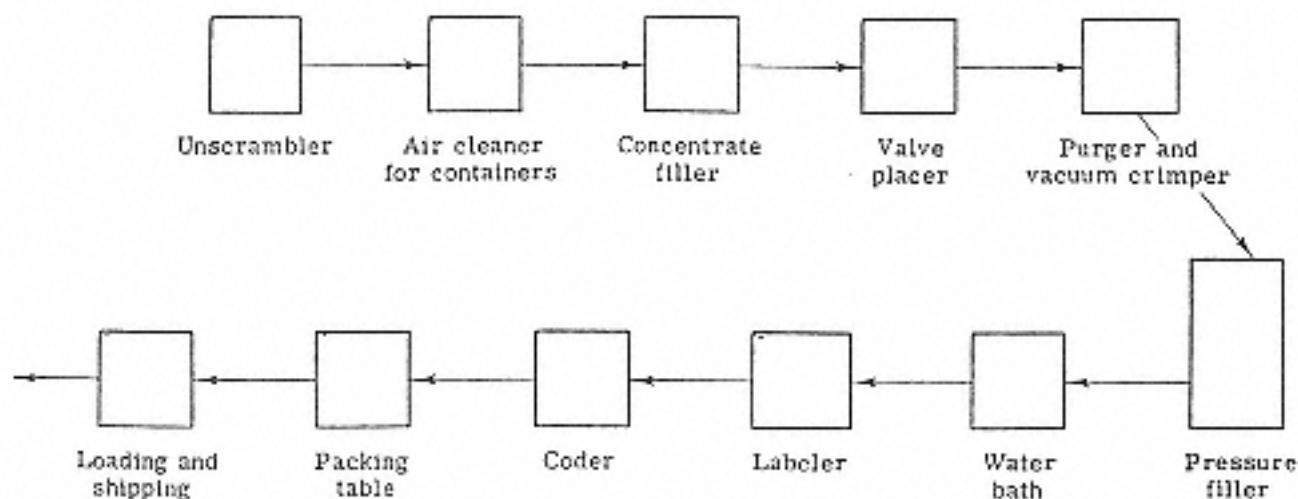 Unscrambler
Air cleaner
for containers
Concentrate
filler
Valve
placer
Purger and
vacuum crimper
Loading and
shipping
Packing
table
Coder
Labeler
Water
bath
Pressure
filler